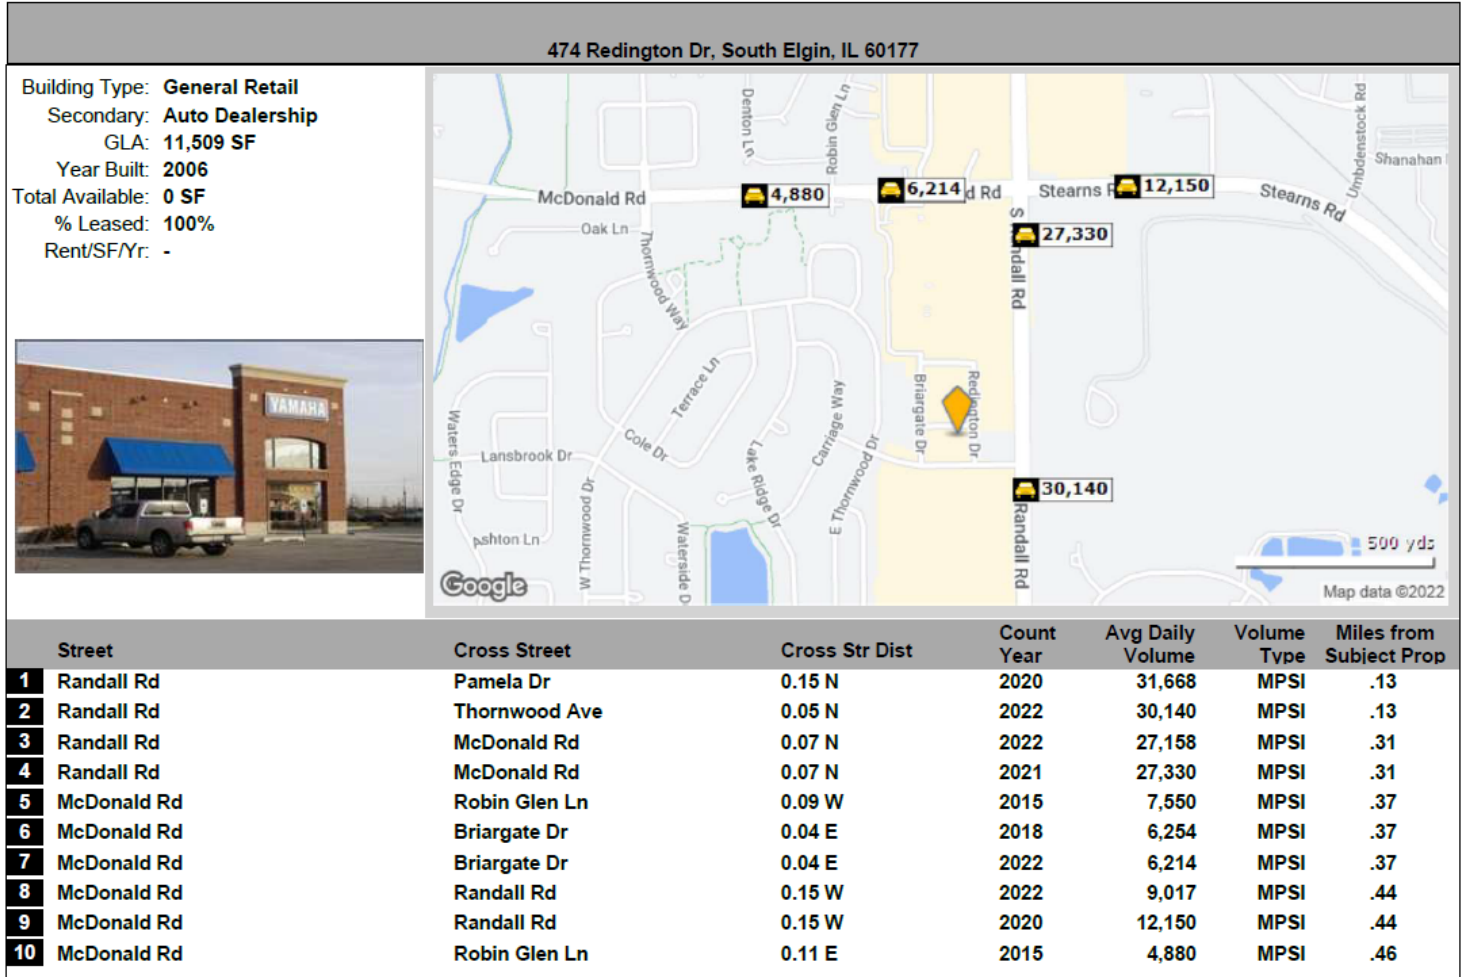 474 Redington Dr, South Elgin, IL 60177
Building Type: General Retail
Secondary: Auto Dealership
GLA: 11,509 SF
Year Built: 2006
Total Available: 0 SF
% Leased: 100%
Rent/SF/Yr: -
YAMAHA
Denton Ln
Robin Glen Ln
Umbdenstock Rd
Shanahan
McDonald Rd
4,880
6,214
d Rd
Stearns R
12,150
Stearns Rd
Oak Ln
S
27,330
ndall Rd
Thornwood Way
Terrace Ln
Carriage Way
Briargate Dr
Redington Dr
Waters Edge Dr
Cole Dr
Lansbrook Dr
Lake Ridge Dr
E Thornwood Dr
W Thornwood Dr
30,140
Randall Rd
Ashton Ln
Waterside D
500 yds
Google
Map data ©2022
Street Cross Street Cross Str Dist Count Year Avg Daily Volume Volume Type Miles from Subject Prop
1 Randall Rd Pamela Dr 0.15 N 2020 31,668 MPSI .13
2 Randall Rd Thornwood Ave 0.05 N 2022 30,140 MPSI .13
3 Randall Rd McDonald Rd 0.07 N 2022 27,158 MPSI .31
4 Randall Rd McDonald Rd 0.07 N 2021 27,330 MPSI .31
5 McDonald Rd Robin Glen Ln 0.09 W 2015 7,550 MPSI .37
6 McDonald Rd Briargate Dr 0.04 E 2018 6,254 MPSI .37
7 McDonald Rd Briargate Dr 0.04 E 2022 6,214 MPSI .37
8 McDonald Rd Randall Rd 0.15 W 2022 9,017 MPSI .44
9 McDonald Rd Randall Rd 0.15 W 2020 12,150 MPSI .44
10 McDonald Rd Robin Glen Ln 0.11 E 2015 4,880 MPSI .46